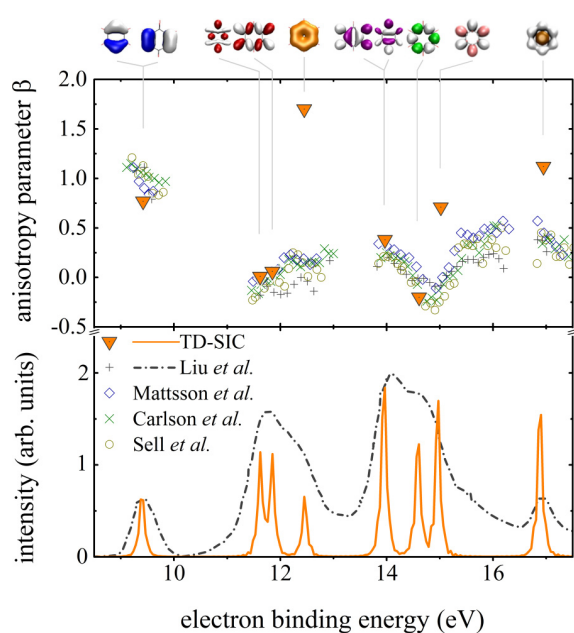 anisotropy parameter β
2.0
1.5
1.0
0.5
0.0
-0.5
intensity (arb. units)
2
1
0
TD-SIC
Liu et al.
Mattsson et al.
Carlson et al.
Sell et al.
10 12 14 16
electron binding energy (eV)